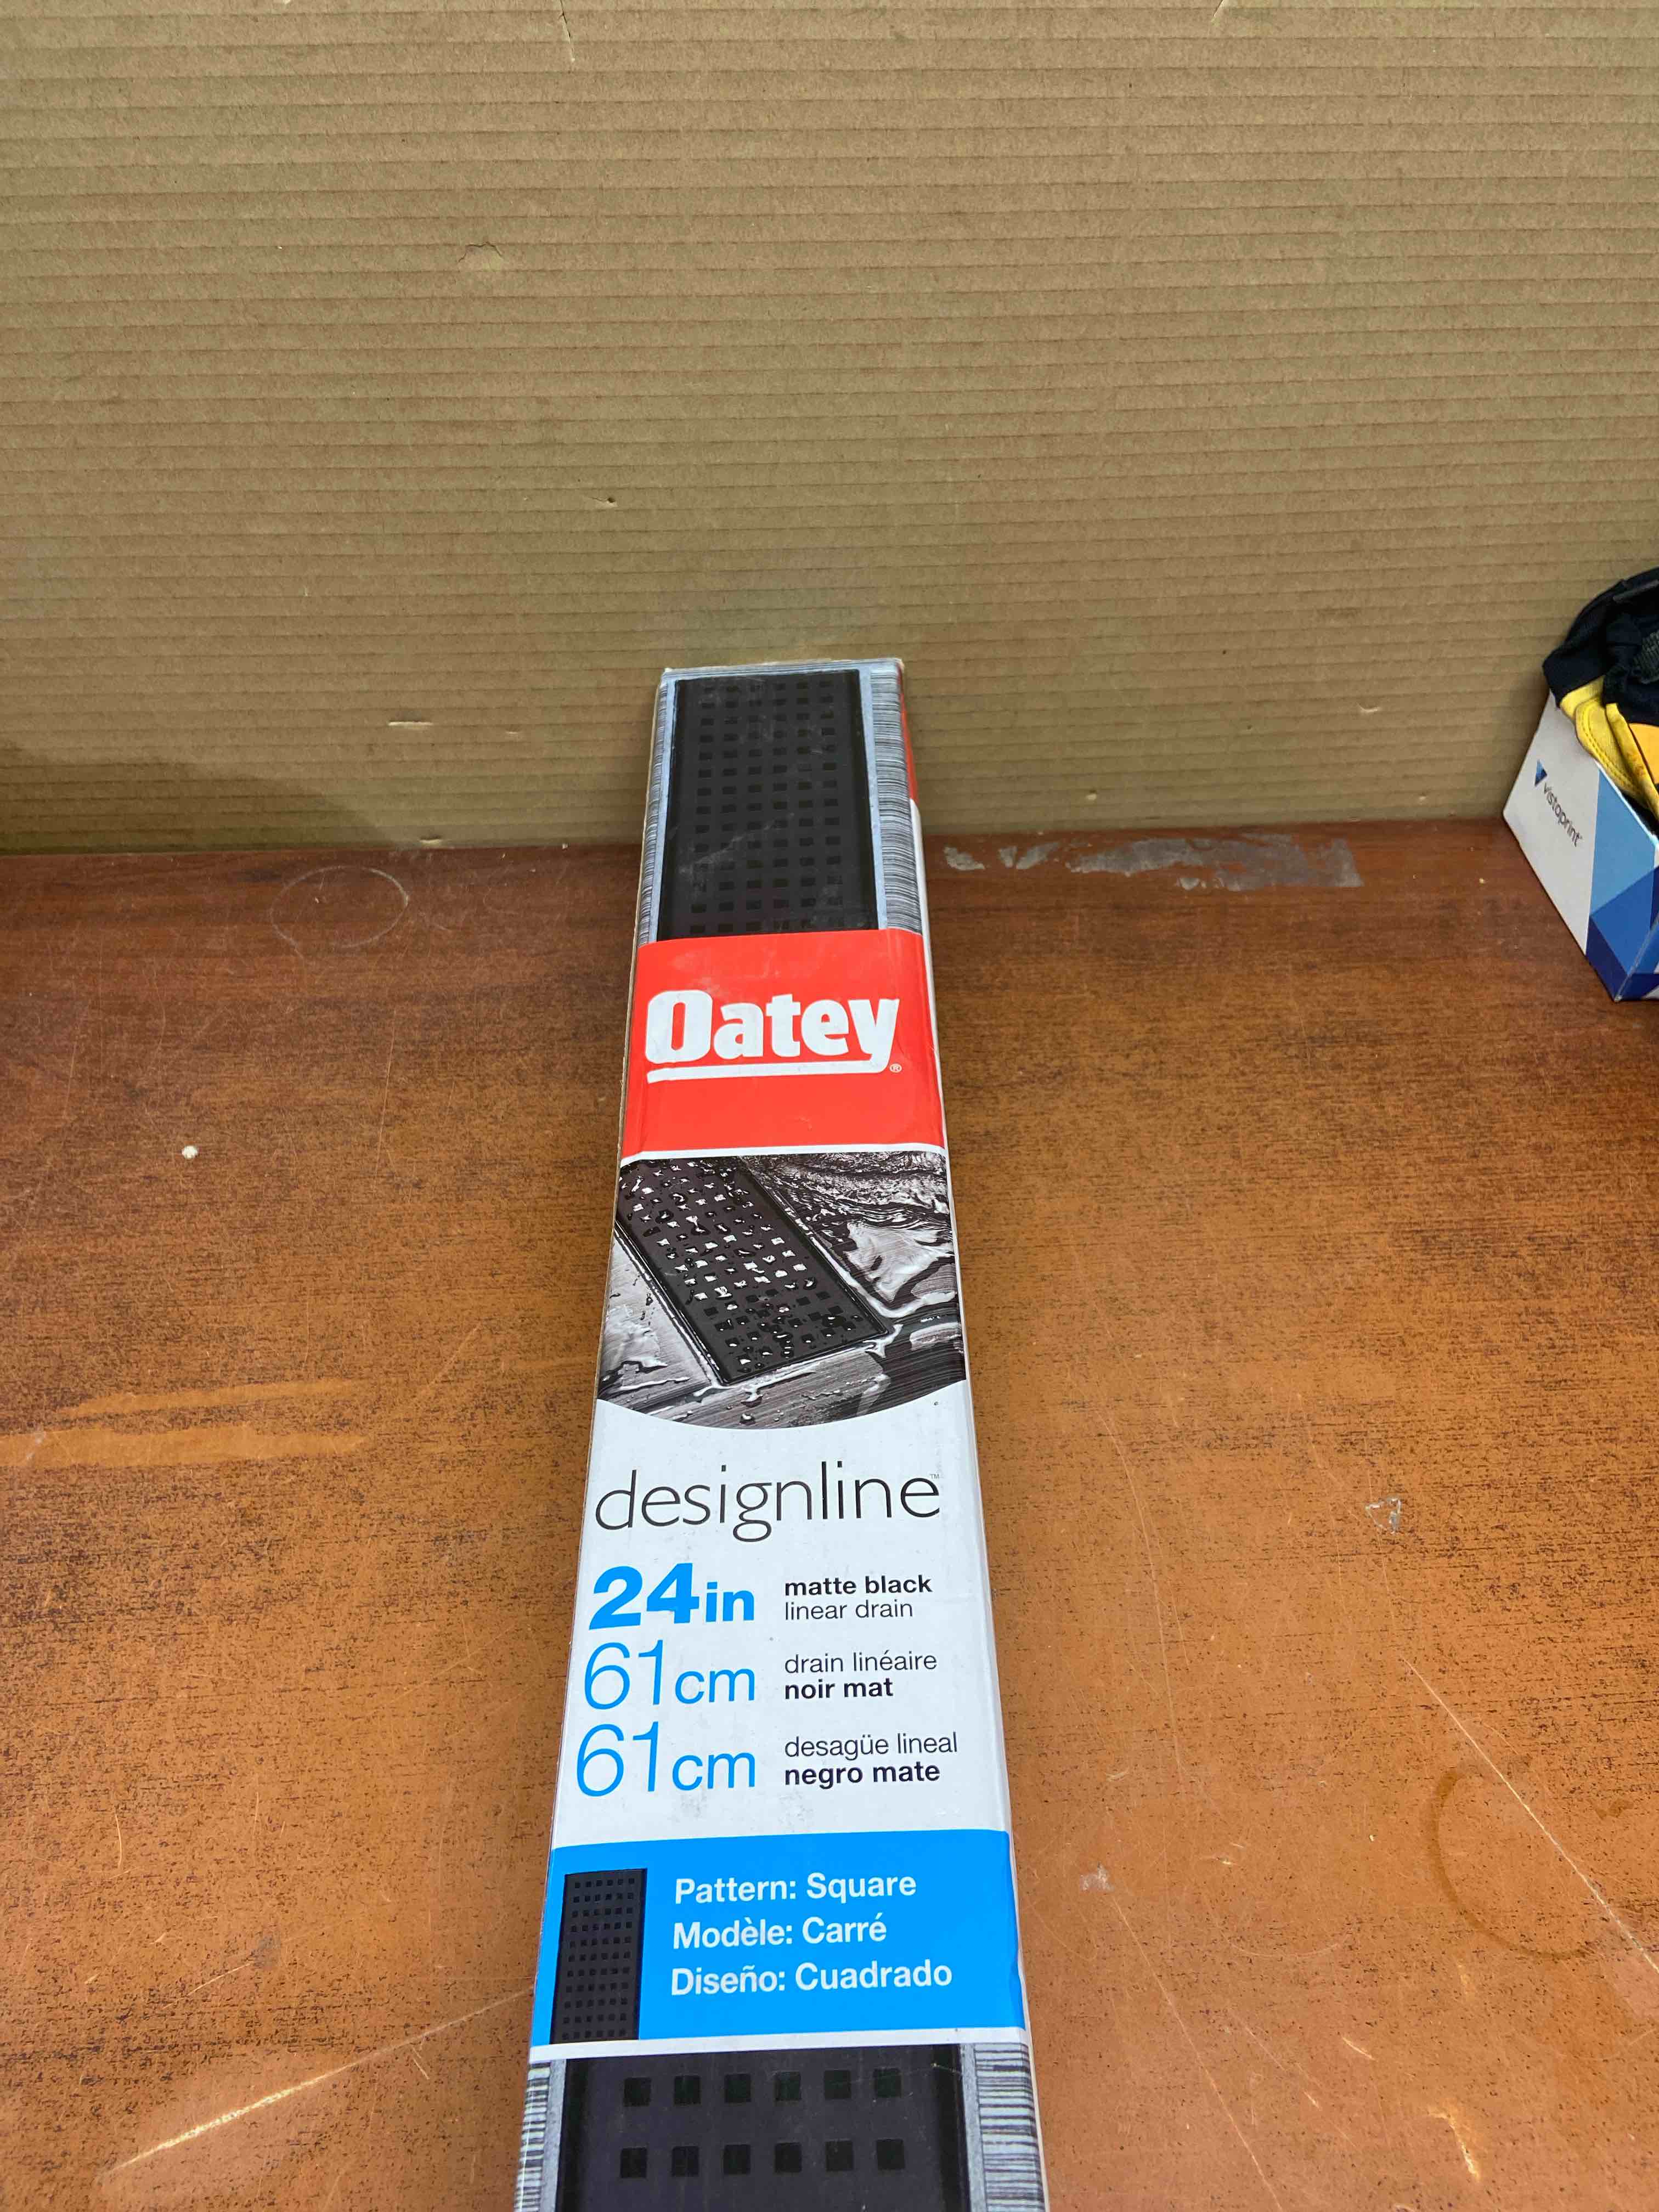 Oatey®
designline™
24in matte black
linear drain
61cm drain linéaire
noir mat
61cm desagüe lineal
negro mate
Pattern: Square
Modèle: Carré
Diseño: Cuadrado
vistaprint